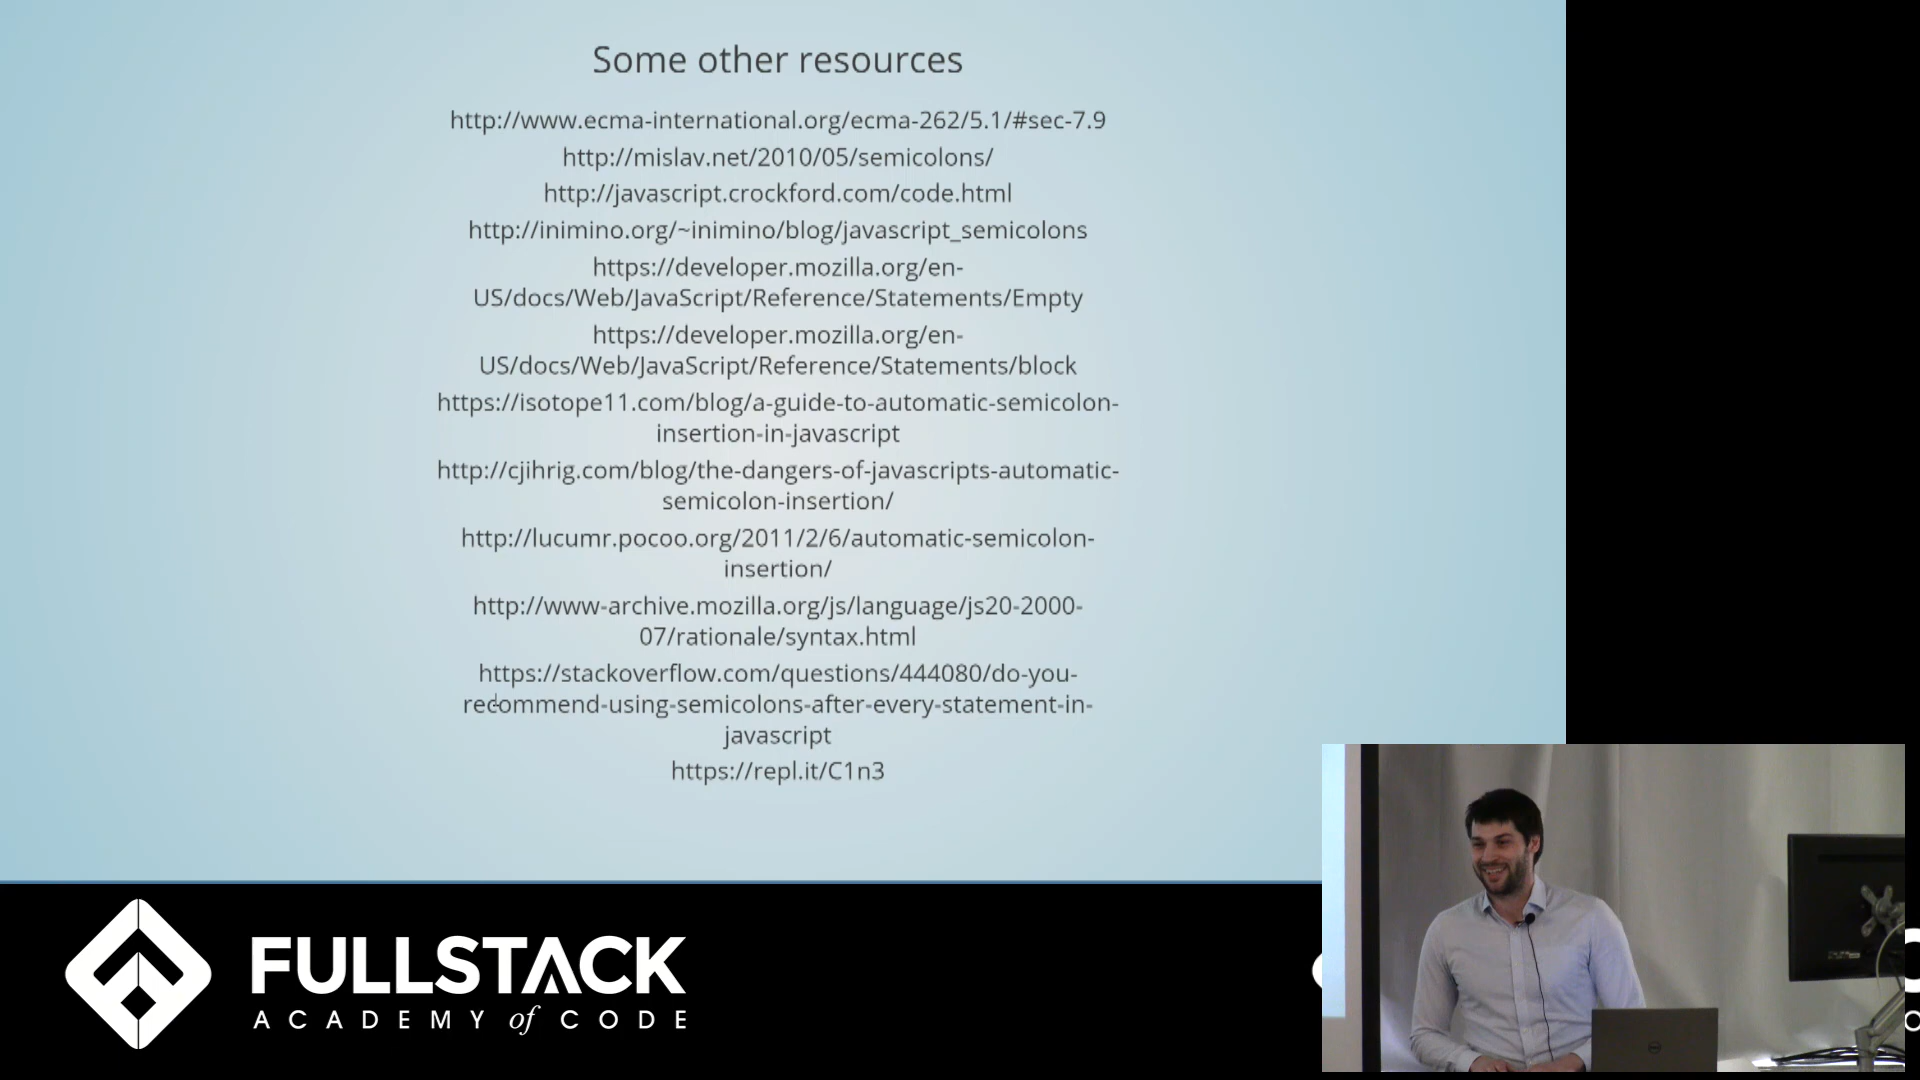 Some other resources
http://www.ecma-international.org/ecma-262/5.1/#sec-7.9
http://mislav.net/2010/05/semicolons/
http://javascript.crockford.com/code.html
http://inimino.org/~inimino/blog/javascript_semicolons
https://developer.mozilla.org/en-
US/docs/Web/JavaScript/Reference/Statements/Empty
https://developer.mozilla.org/en-
US/docs/Web/JavaScript/Reference/Statements/block
https://isotope11.com/blog/a-guide-to-automatic-semicolon-
insertion-in-javascript
http://cjihrig.com/blog/the-dangers-of-javascripts-automatic-
semicolon-insertion/
http://lucumr.pocoo.org/2011/2/6/automatic-semicolon-
insertion/
http://www-archive.mozilla.org/js/language/js20-2000-
07/rationale/syntax.html
https://stackoverflow.com/questions/444080/do-you-
recommend-using-semicolons-after-every-statement-in-
javascript
https://repl.it/C1n3
FULLSTACK
ACADEMY of CODE